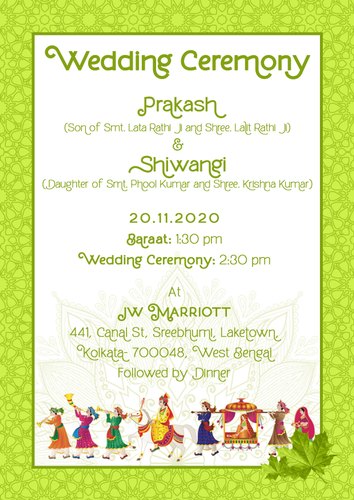 Wedding Ceremony
Prakash
(Son of Smt. Lata Rathi Ji and Shree. Lalit Rathi Ji)
&
Shiwangi
(Daughter of Smt. Phool Kumar and Shree. Krishna Kumar)
20.11.2020
Baraat: 1:30 pm
Wedding Ceremony: 2:30 pm
At
JW Marriott
441, Canal St, Sreebhumi, Laketown,
Kolkata- 700048, West Bengal
Followed by Dinner